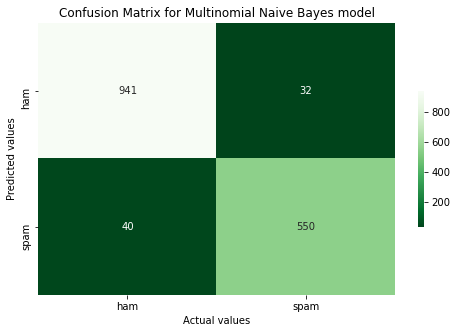 Confusion Matrix for Multinomial Naive Bayes model
Predicted values
ham
941
32
spam
40
550
ham
spam
Actual values
800
600
400
200